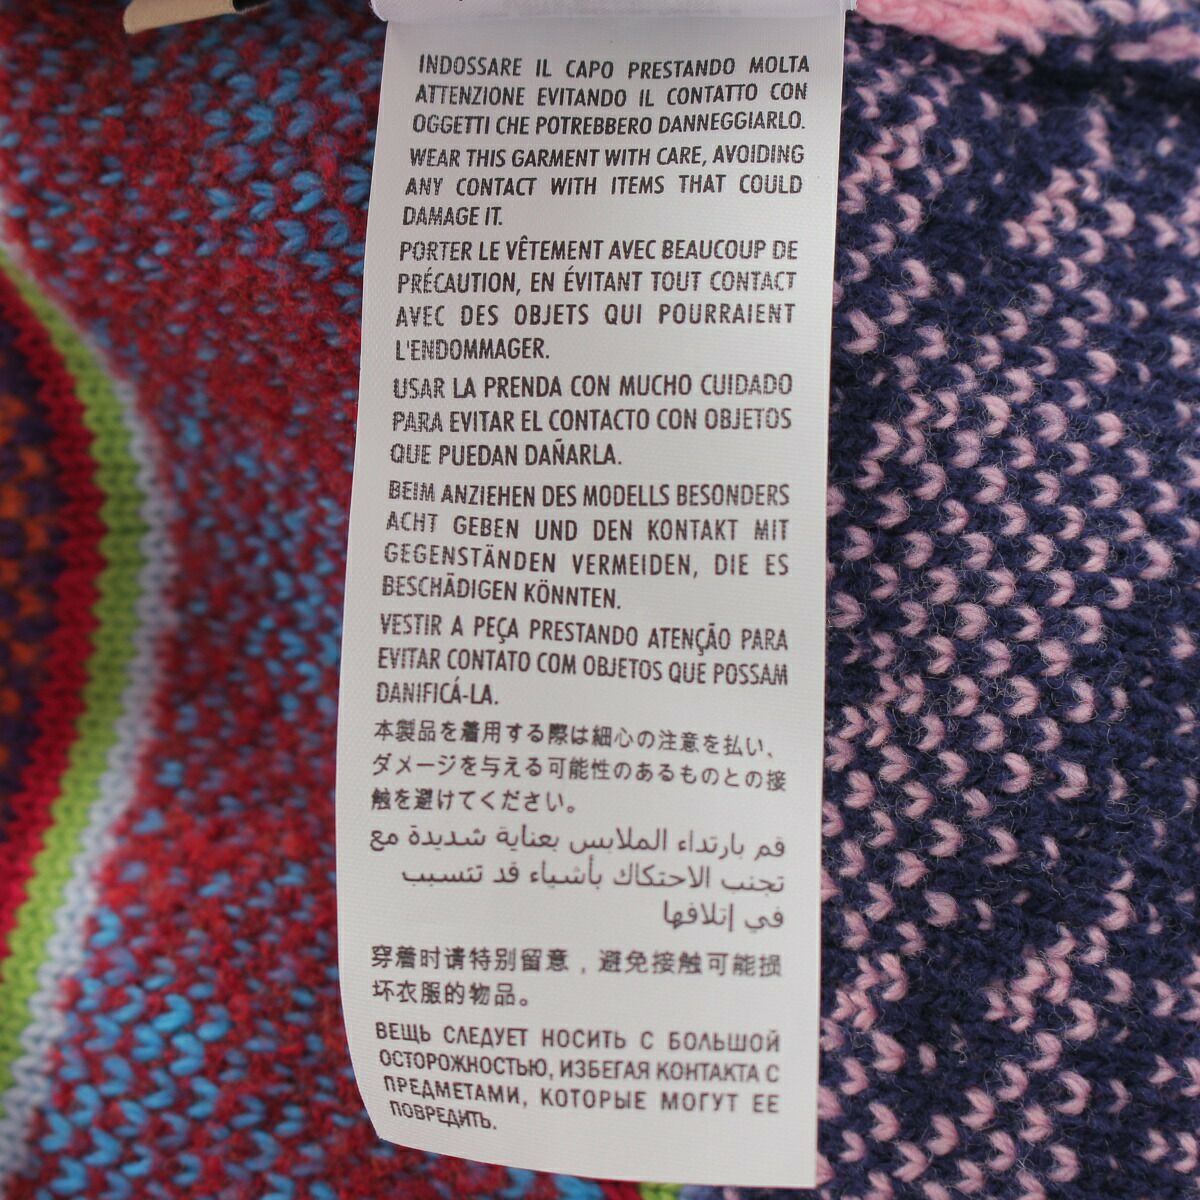 INDOSSARE IL CAPO PRESTANDO MOLTA
ATTENZIONE EVITANDO IL CONTATTO CON
OGGETTI CHE POTREBBERO DANNEGGIARLO.
WEAR THIS GARMENT WITH CARE, AVOIDING
ANY CONTACT WITH ITEMS THAT COULD
DAMAGE IT.
PORTER LE VÊTEMENT AVEC BEAUCOUP DE
PRÉCAUTION, EN ÉVITANT TOUT CONTACT
AVEC DES OBJETS QUI POURRAIENT
L'ENDOMMAGER.
USAR LA PRENDA CON MUCHO CUIDADO
PARA EVITAR EL CONTACTO CON OBJETOS
QUE PUEDAN DAÑARLA.
BEIM ANZIEHEN DES MODELLS BESONDERS
ACHT GEBEN UND DEN KONTAKT MIT
GEGENSTÄNDEN VERMEIDEN, DIE ES
BESCHÄDIGEN KÖNNTEN.
VESTIR A PEÇA PRESTANDO ATENÇÃO PARA
EVITAR CONTATO COM OBJETOS QUE POSSAM
DANIFICÁ-LA.
本製品を着用する際は細心の注意を払い、
ダメージを与える可能性のあるものとの接
触を避けてください。
قم بارتداء الملابس بعناية شديدة مع
تجنب الاحتكاك بأشياء قد تتسبب
في إتلافها
穿着时请特别留意，避免接触可能损
坏衣服的物品。
ВЕЩЬ СЛЕДУЕТ НОСИТЬ С БОЛЬШОЙ
ОСТОРОЖНОСТЬЮ, ИЗБЕГАЯ КОНТАКТА С
ПРЕДМЕТАМИ, КОТОРЫЕ МОГУТ ЕЕ
ПОВРЕДИТЬ.